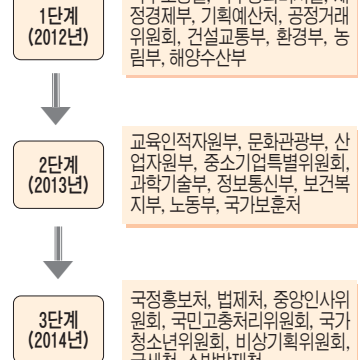 1단계
(2012년)
정경제부, 기획예산처, 공정거래
위원회, 건설교통부, 환경부, 농
림부, 해양수산부
2단계
(2013년)
교육인적자원부, 문화관광부, 산
업자원부, 중소기업특별위원회,
과학기술부, 정보통신부, 보건복
지부, 노동부, 국가보훈처
3단계
(2014년)
국정홍보처, 법제처, 중앙인사위
원회, 국민고충처리위원회, 국가
청소년위원회, 비상기획위원회,